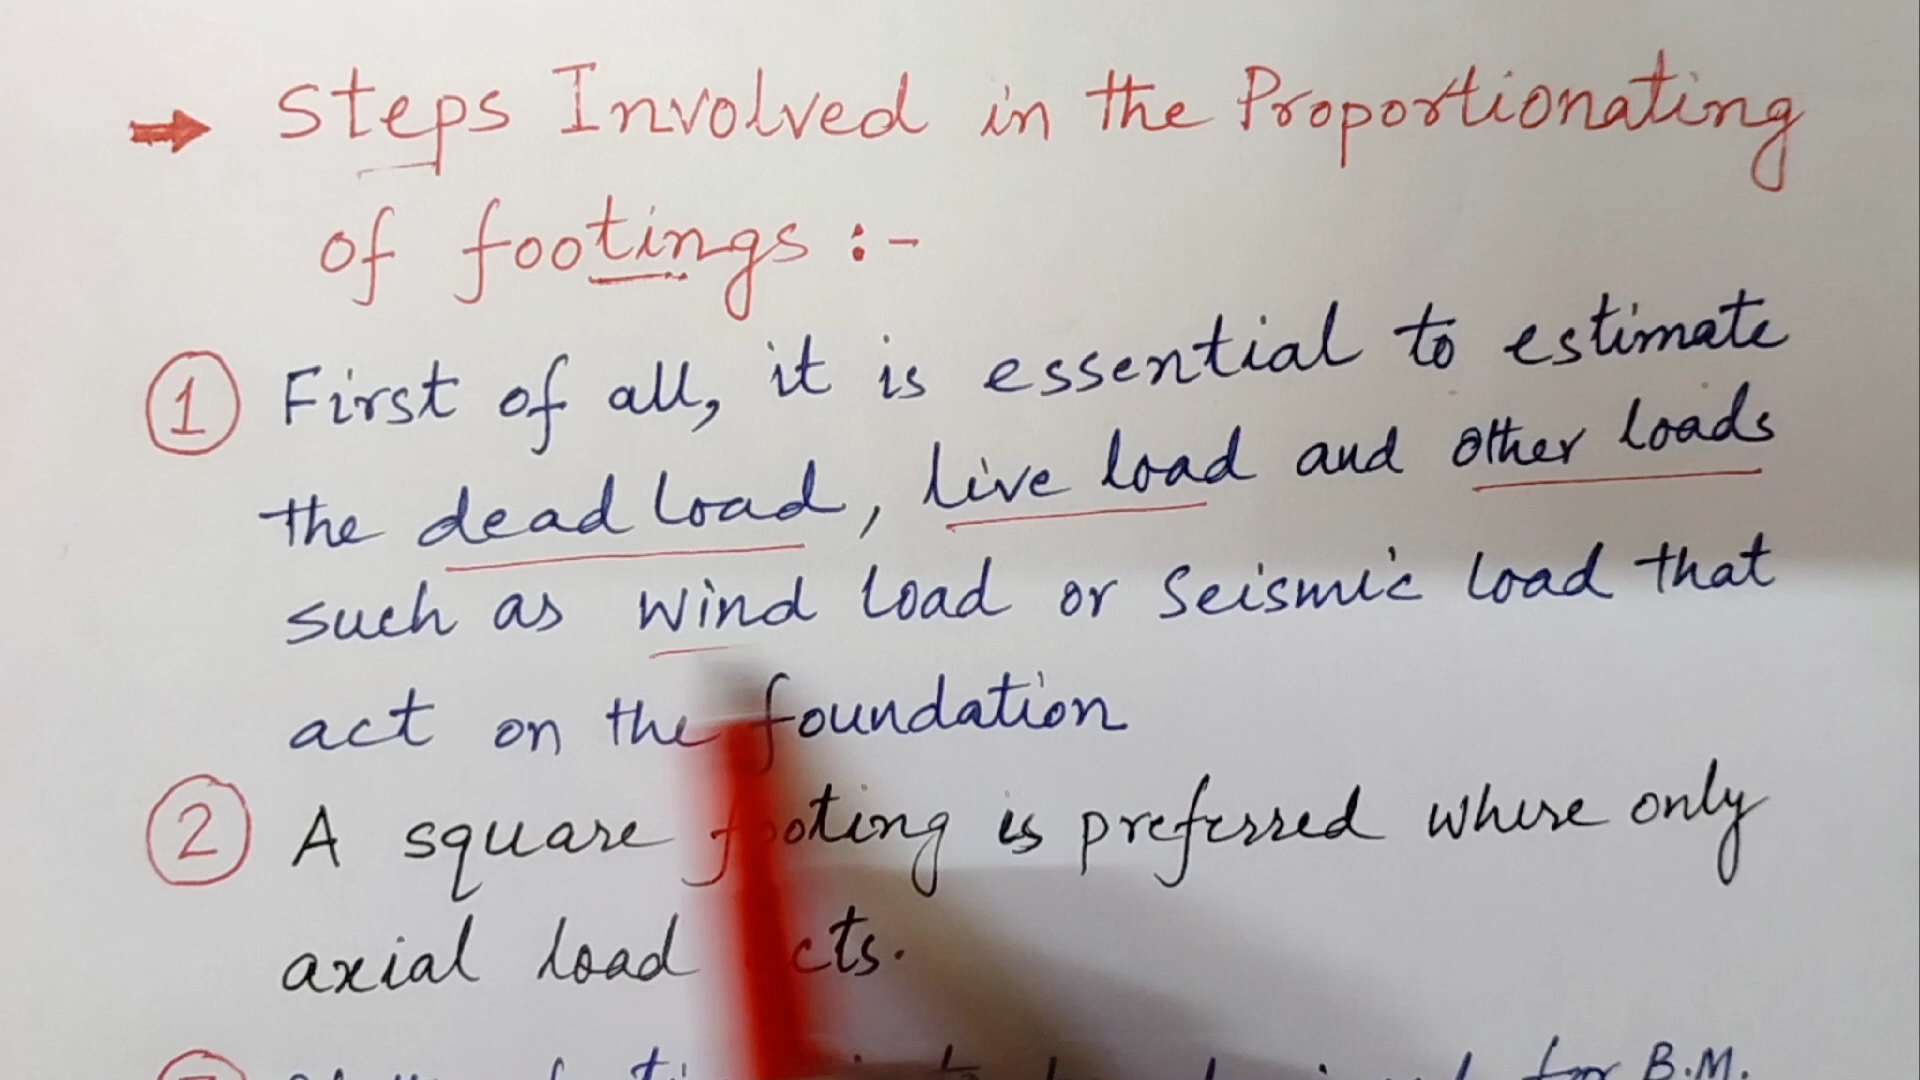 → Steps Involved in the Proportionating
of footings :-
① First of all, it is essential to estimate
the dead load, live load and other loads
such as wind load or Seismic load that
act on the foundation
② A square footing is preferred where only
axial load cts.
for B.M.